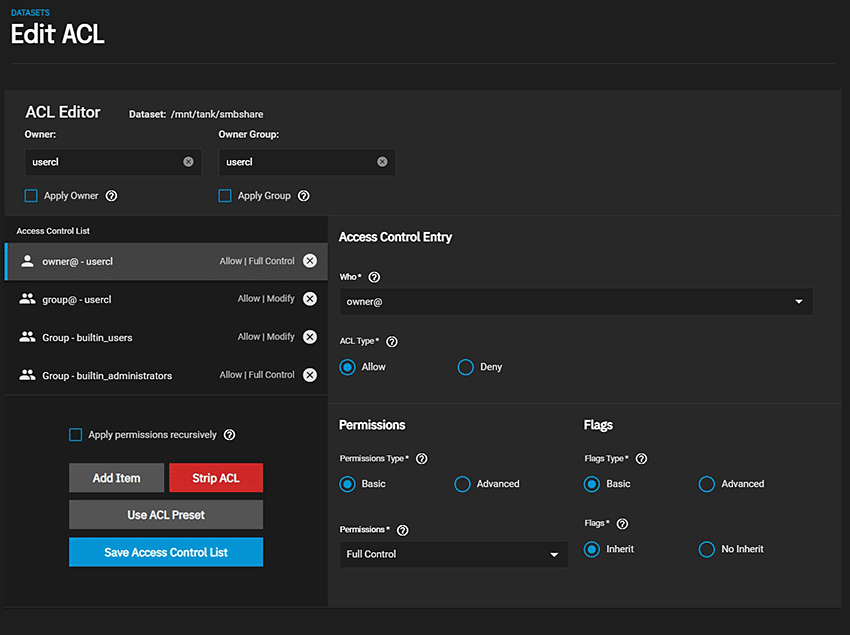 DATASETS
Edit ACL
ACL Editor Dataset: /mnt/tank/smbshare
Owner: Owner Group:
usercl usercl
Apply Owner Apply Group
Access Control List
owner@ - usercl Allow | Full Control
group@ - usercl Allow | Modify
Group - builtin_users Allow | Modify
Group - builtin_administrators Allow | Full Control
Apply permissions recursively
Add Item Strip ACL
Use ACL Preset
Save Access Control List
Access Control Entry
Who*
owner@
ACL Type*
Allow Deny
Permissions
Permissions Type*
Basic Advanced
Permissions*
Full Control
Flags
Flags Type*
Basic Advanced
Flags*
Inherit No Inherit